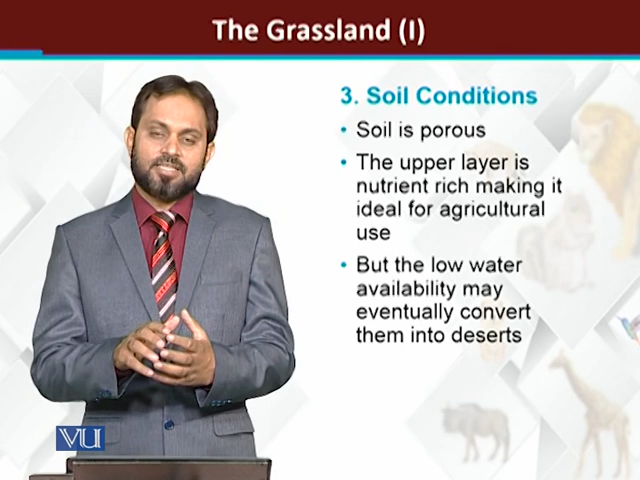 The Grassland (I)
3. Soil Conditions
• Soil is porous
• The upper layer is
nutrient rich making it
ideal for agricultural
use
• But the low water
availability may
eventually convert
them into deserts
VU